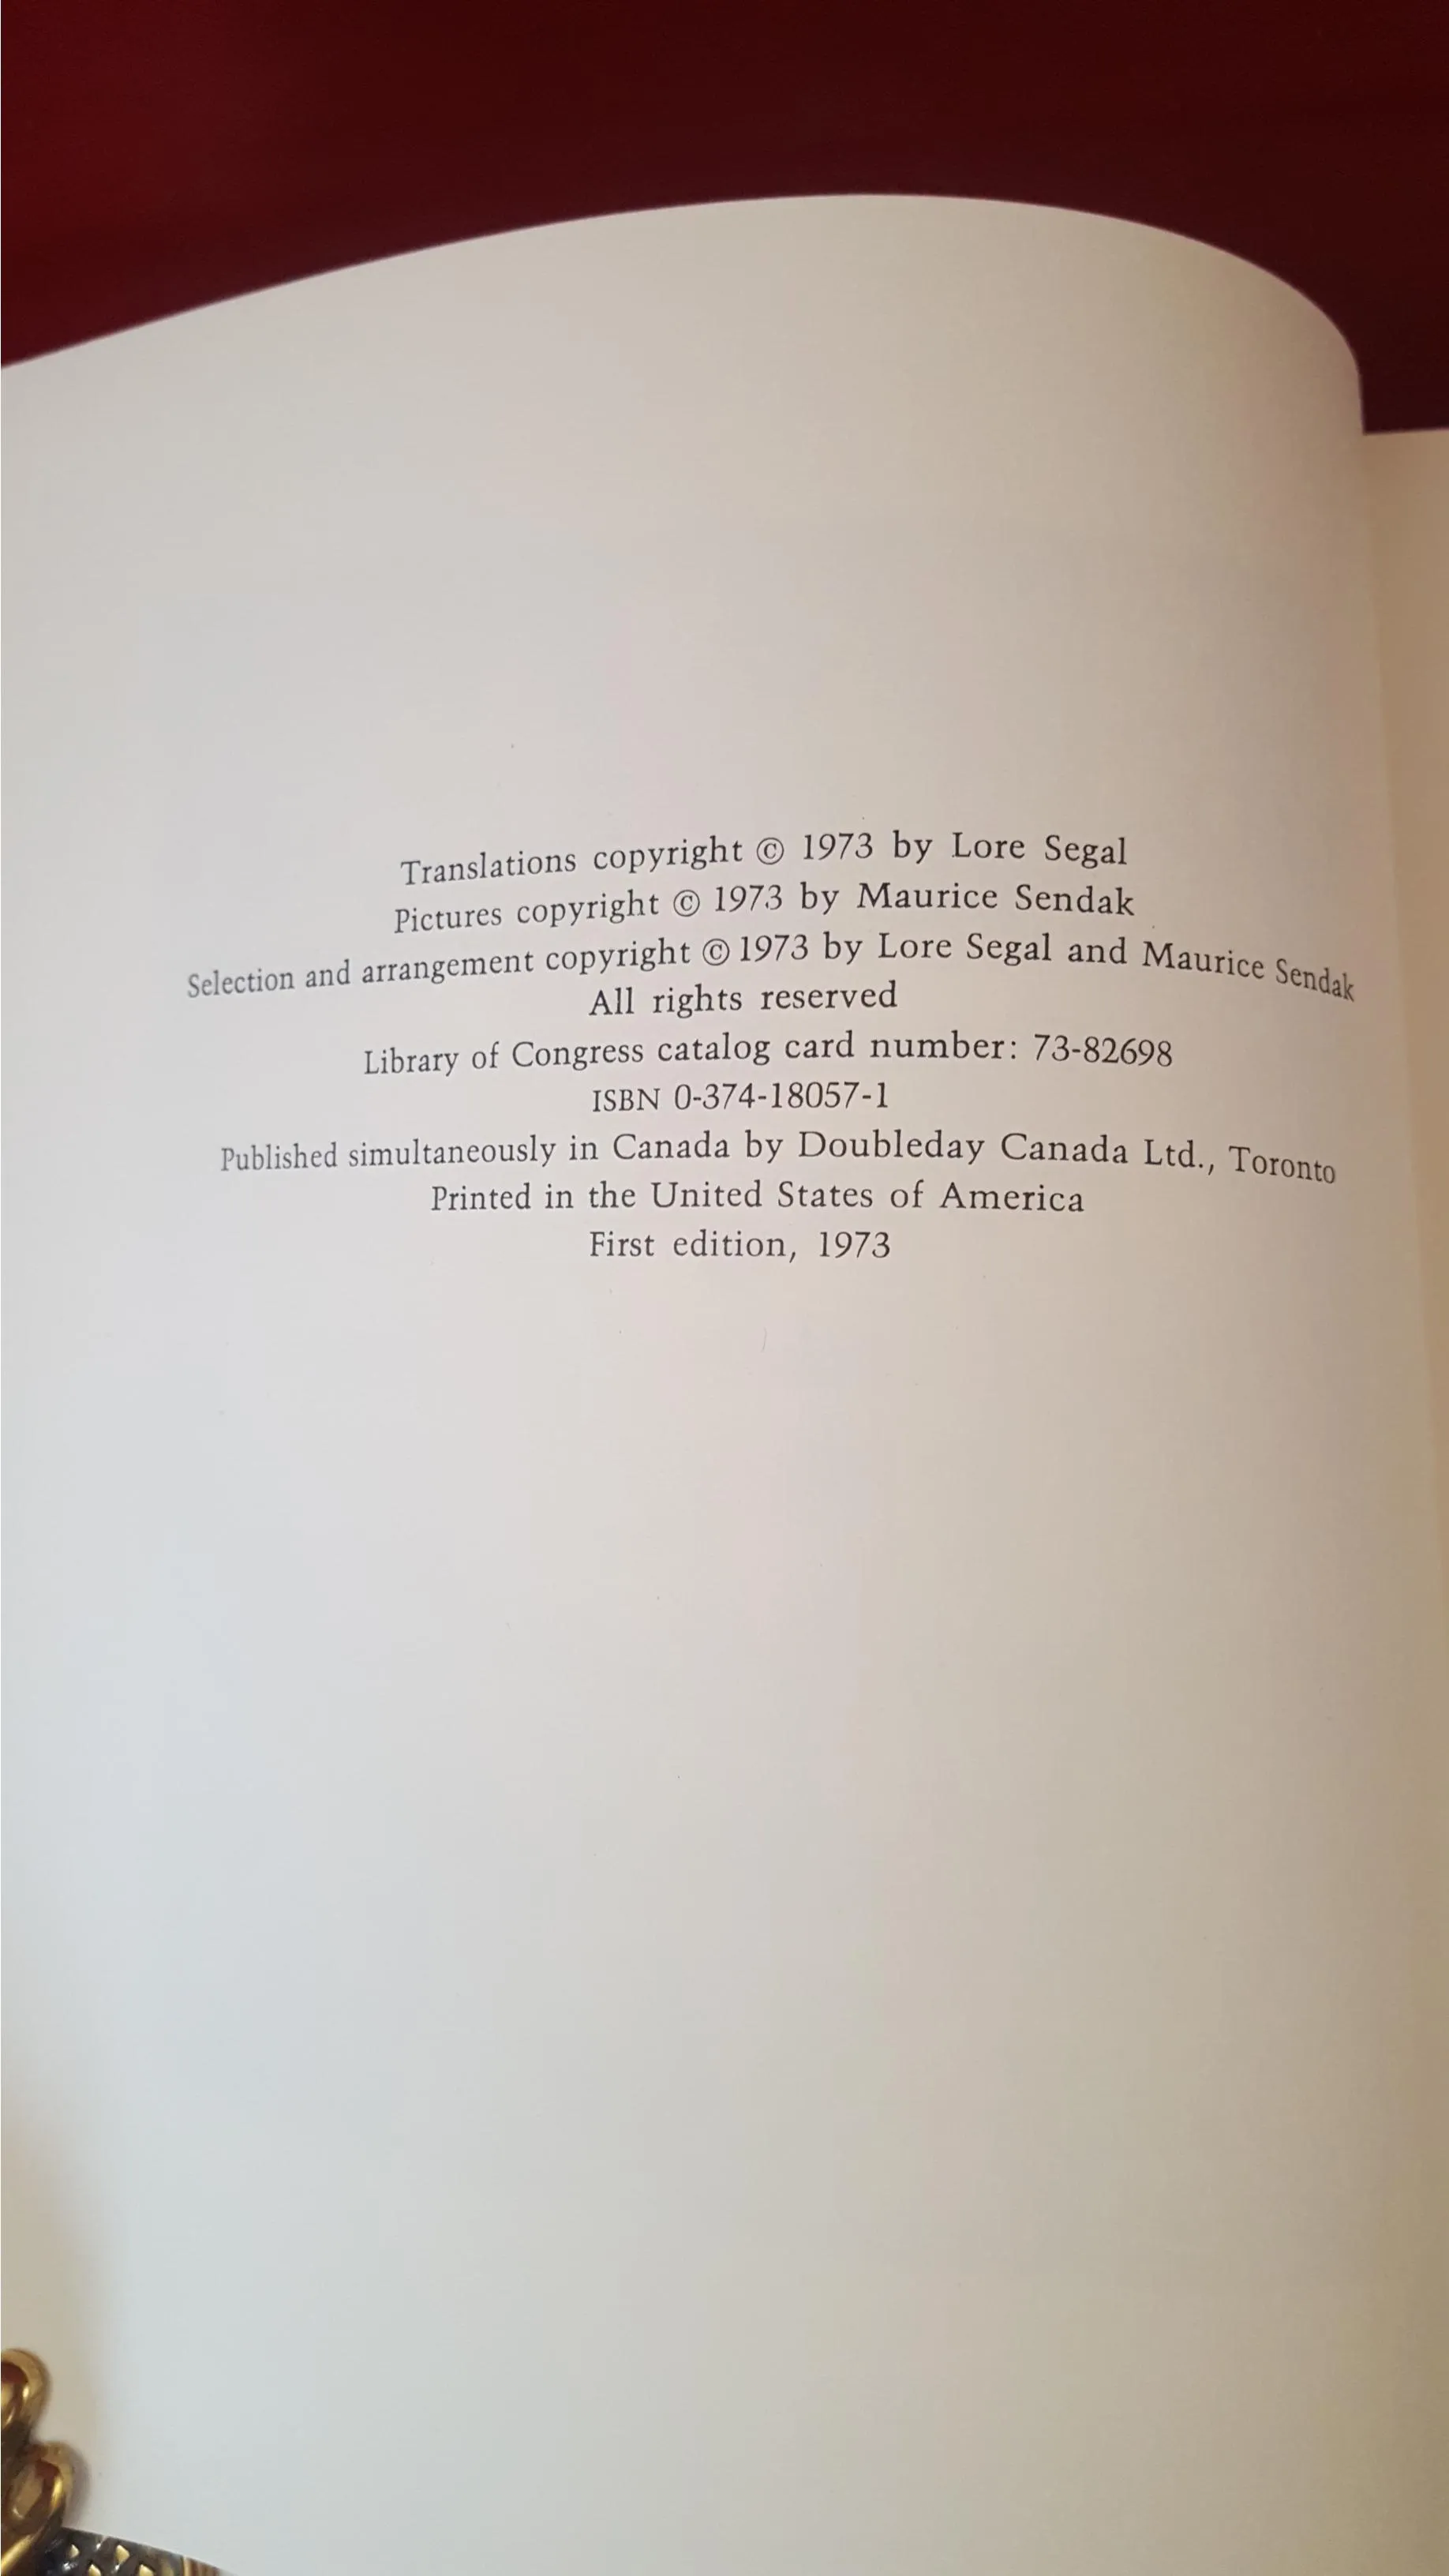 Translations copyright © 1973 by Lore Segal
Pictures copyright © 1973 by Maurice Sendak
Selection and arrangement copyright © 1973 by Lore Segal and Maurice Sendak
All rights reserved
Library of Congress catalog card number: 73-82698
ISBN 0-374-18057-1
Published simultaneously in Canada by Doubleday Canada Ltd., Toronto
Printed in the United States of America
First edition, 1973